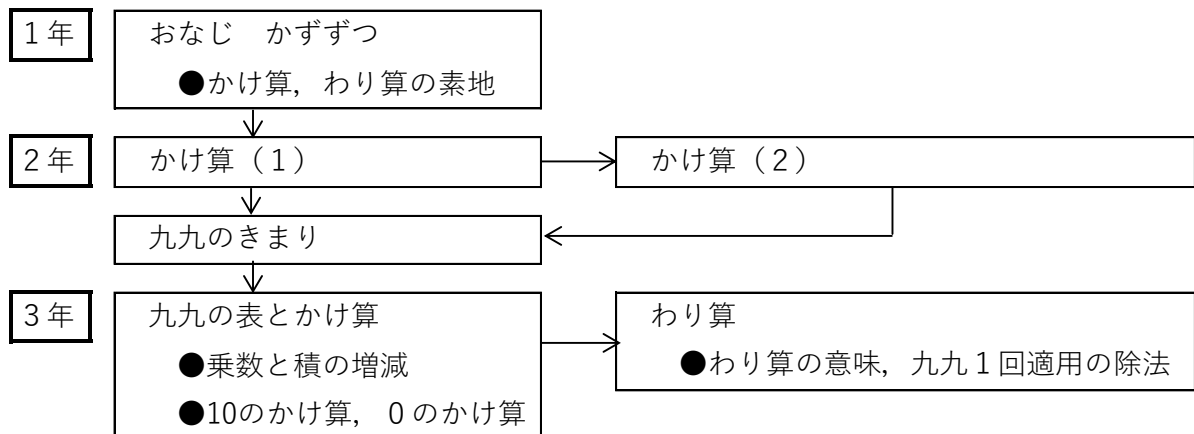 1年
おなじ　かずずつ
●かけ算，わり算の素地
2年
かけ算（1）
かけ算（2）
九九のきまり
3年
九九の表とかけ算
●乗数と積の増減
●10のかけ算，0のかけ算
わり算
●わり算の意味，九九1回適用の除法